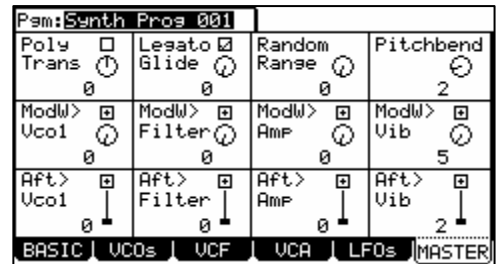 Pgm:Synth Prog 001
Poly Legato Random Pitchbend
Trans Glide Range
0 0 0 2
ModW> ModW> ModW> ModW>
Vco1 Filter Amp Vib
0 0 0 5
Aft> Aft> Aft> Aft>
Vco1 Filter Amp Vib
0 0 0 2
BASIC VCOs VCF VCA LFOs MASTER